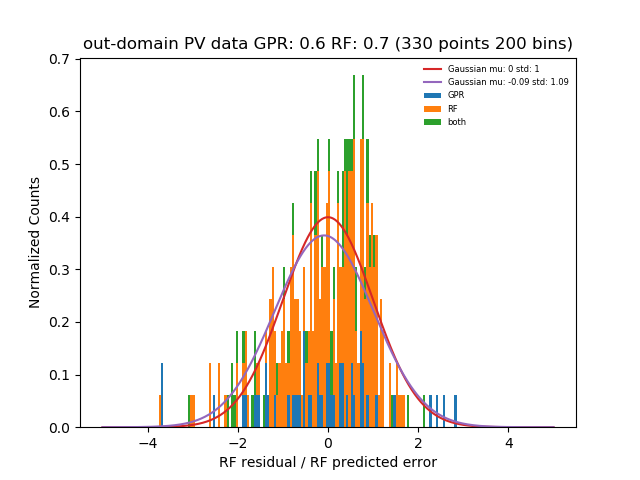 out-domain PV data GPR: 0.6 RF: 0.7 (330 points 200 bins)
Gaussian mu: 0 std: 1
Gaussian mu: -0.09 std: 1.09
GPR
RF
both
Normalized Counts
0.7
0.6
0.5
0.4
0.3
0.2
0.1
0.0
−4 −2 0 2 4
RF residual / RF predicted error